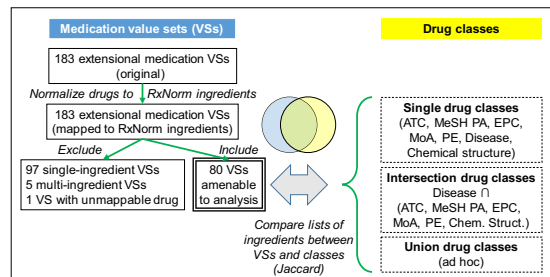 Medication value sets (VSs)
183 extensional medication VSs
(original)
Normalize drugs to RxNorm ingredients
183 extensional medication VSs
(mapped to RxNorm ingredients)
Exclude
Include
97 single-ingredient VSs
5 multi-ingredient VSs
1 VS with unmappable drug
80 VSs
amenable
to analysis
Compare lists of
ingredients between
VSs and classes
(Jaccard)
Drug classes
Single drug classes
(ATC, MeSH PA, EPC,
MoA, PE, Disease,
Chemical structure)
Intersection drug classes
Disease ∩
(ATC, MeSH PA, EPC,
MoA, PE, Chem. Struct.)
Union drug classes
(ad hoc)